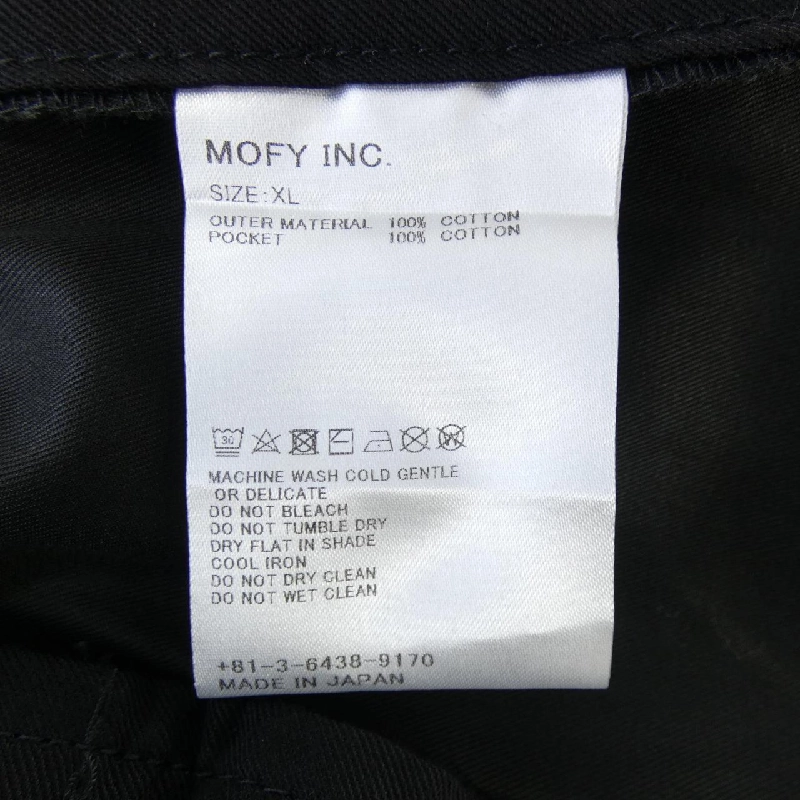 MOFY INC.
SIZE:XL
OUTER MATERIAL 100% COTTON
POCKET 100% COTTON
30 W
MACHINE WASH COLD GENTLE
OR DELICATE
DO NOT BLEACH
DO NOT TUMBLE DRY
DRY FLAT IN SHADE
COOL IRON
DO NOT DRY CLEAN
DO NOT WET CLEAN
+81-3-6438-9170
MADE IN JAPAN